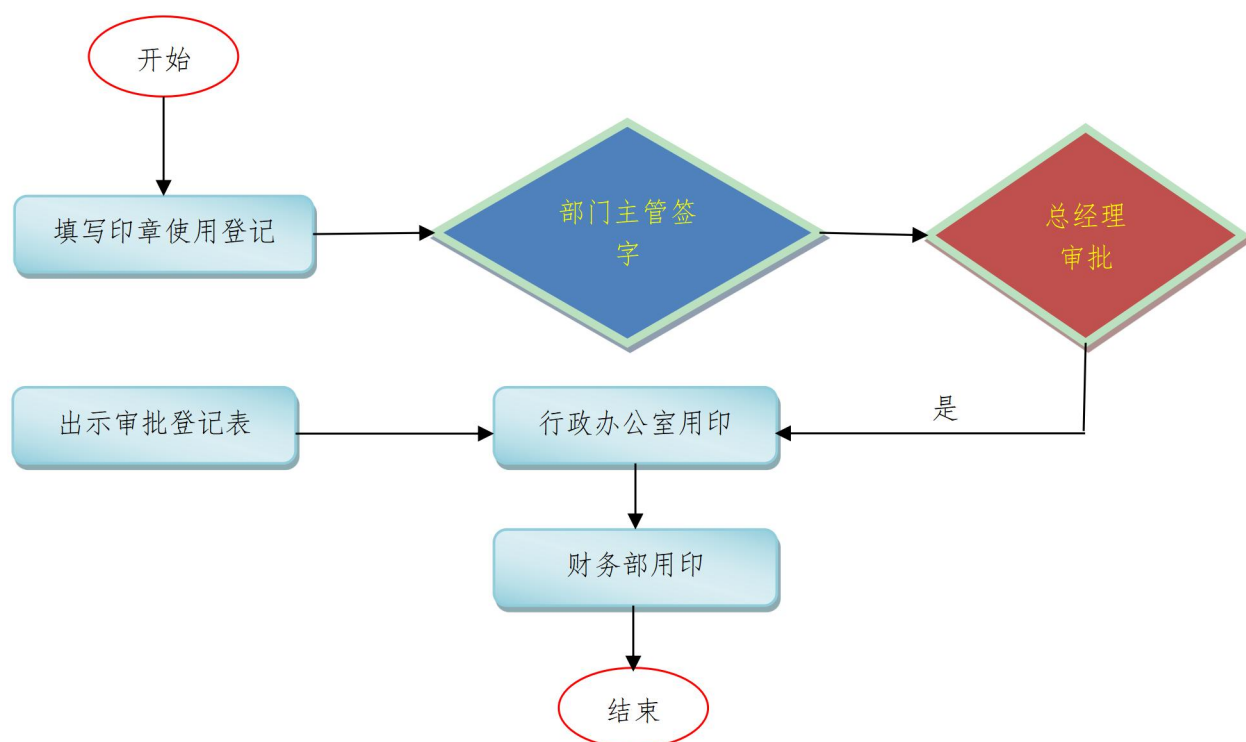 开始
填写印章使用登记
部门主管签
字
总经理
审批
出示审批登记表
行政办公室用印
是
财务部用印
结束